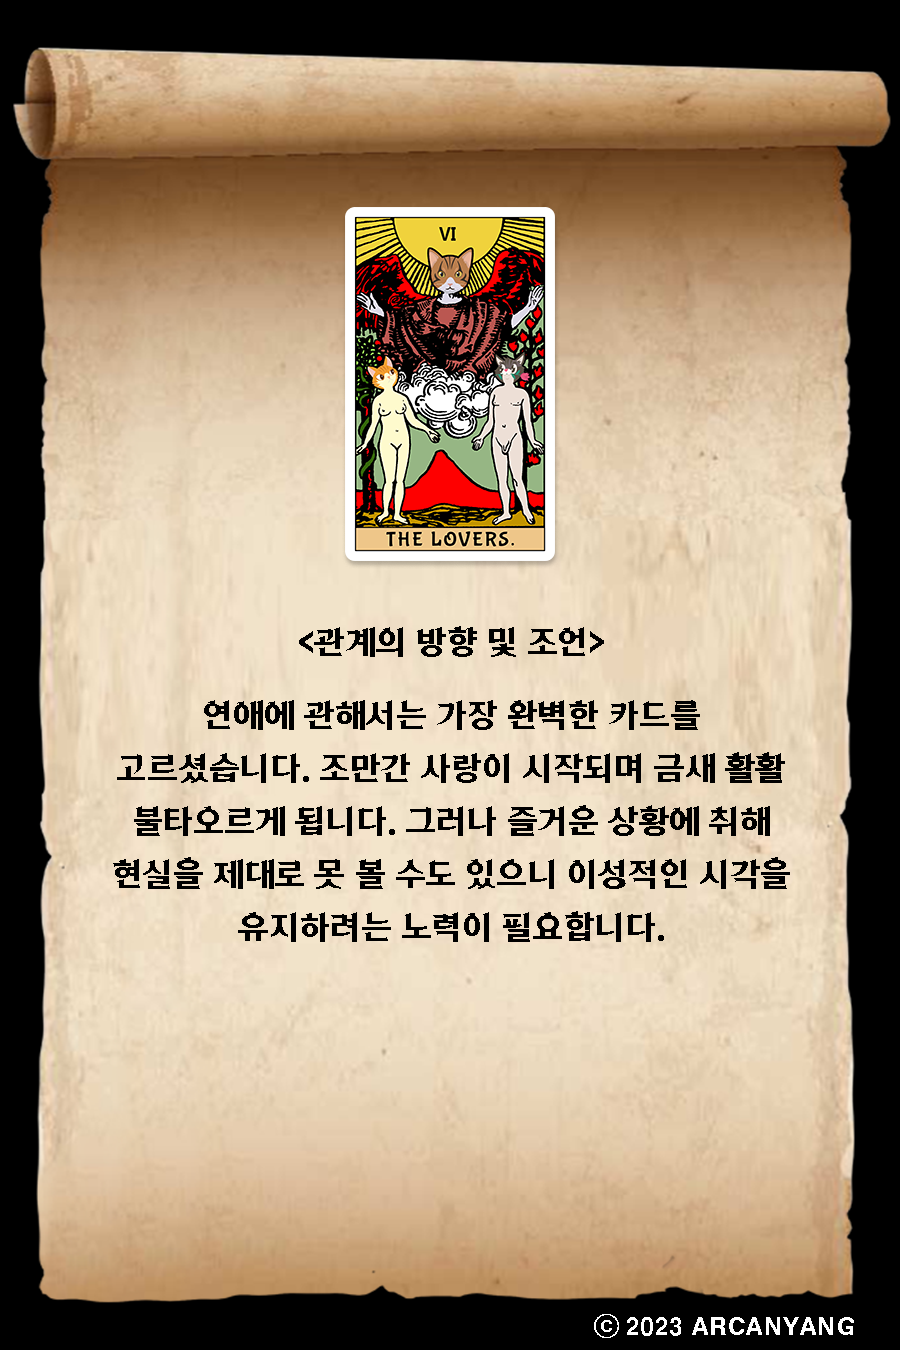 VI
THE LOVERS.
<관계의 방향 및 조언>
연애에 관해서는 가장 완벽한 카드를
고르셨습니다. 조만간 사랑이 시작되며 금새 활활
불타오르게 됩니다. 그러나 즐거운 상황에 취해
현실을 제대로 못 볼 수도 있으니 이성적인 시각을
유지하려는 노력이 필요합니다.
ⓒ 2023 ARCANYANG